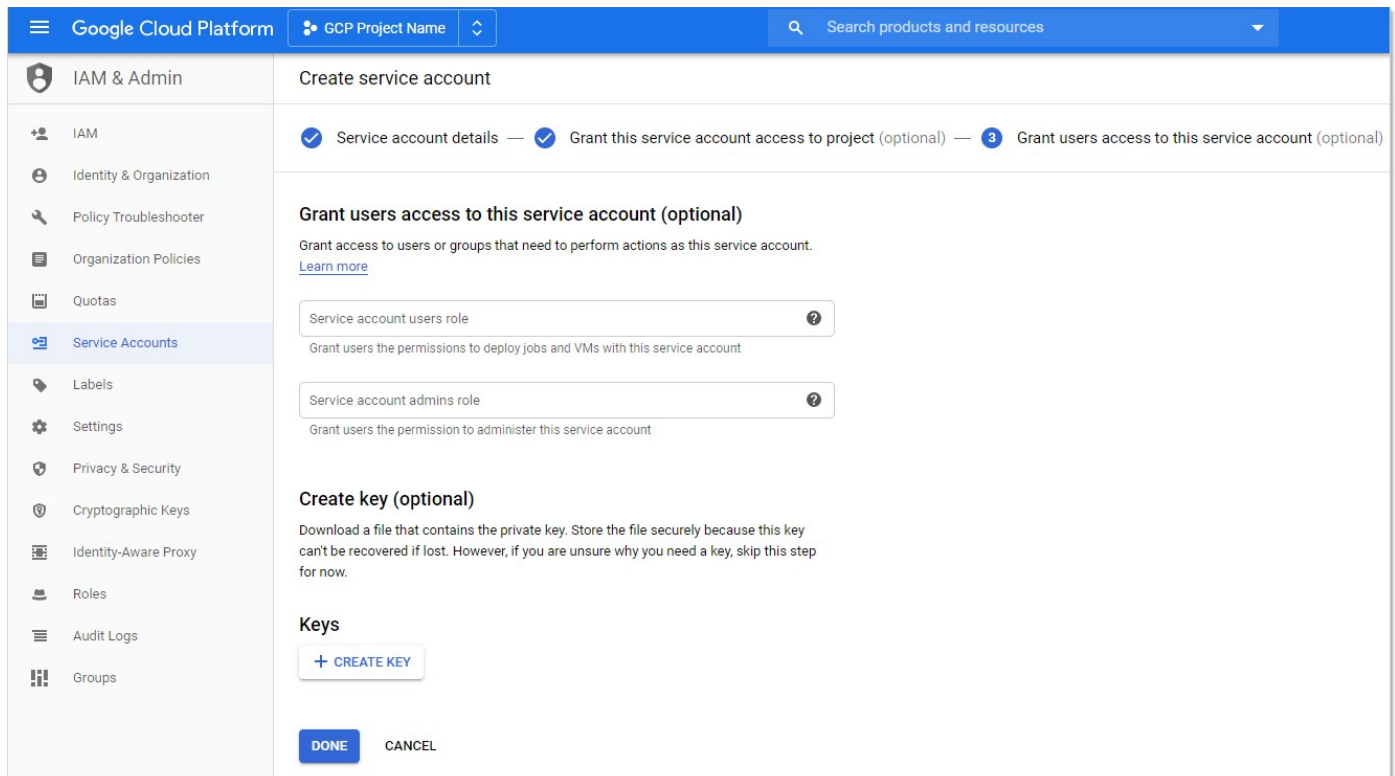 Google Cloud Platform
GCP Project Name
Search products and resources
IAM & Admin
Create service account
IAM
Identity & Organization
Policy Troubleshooter
Organization Policies
Quotas
Service Accounts
Labels
Settings
Privacy & Security
Cryptographic Keys
Identity-Aware Proxy
Roles
Audit Logs
Groups
Service account details — Grant this service account access to project (optional) — 3 Grant users access to this service account (optional)
Grant users access to this service account (optional)
Grant access to users or groups that need to perform actions as this service account.
Learn more
Service account users role
Grant users the permissions to deploy jobs and VMs with this service account
Service account admins role
Grant users the permission to administer this service account
Create key (optional)
Download a file that contains the private key. Store the file securely because this key
can't be recovered if lost. However, if you are unsure why you need a key, skip this step
for now.
Keys
+ CREATE KEY
DONE CANCEL